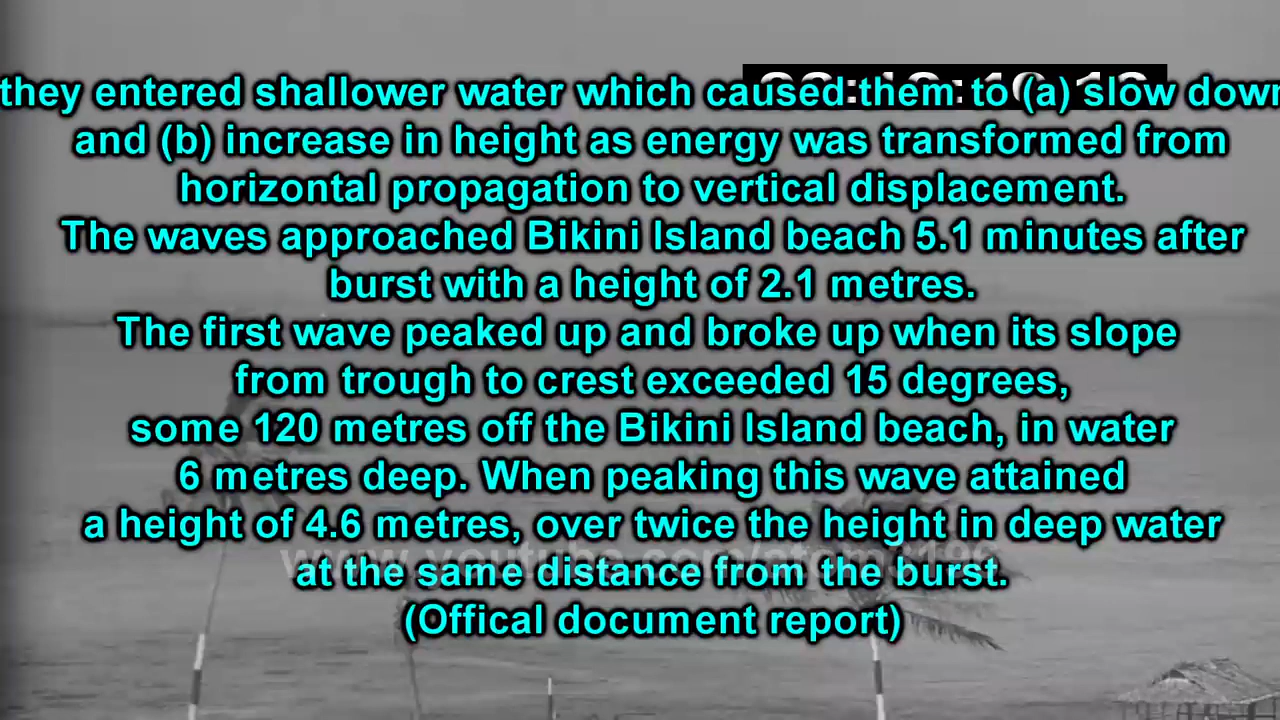 they entered shallower water which caused them to (a) slow down
and (b) increase in height as energy was transformed from
horizontal propagation to vertical displacement.
The waves approached Bikini Island beach 5.1 minutes after
burst with a height of 2.1 metres.
The first wave peaked up and broke up when its slope
from trough to crest exceeded 15 degrees,
some 120 metres off the Bikini Island beach, in water
6 metres deep. When peaking this wave attained
a height of 4.6 metres, over twice the height in deep water
at the same distance from the burst.
(Offical document report)